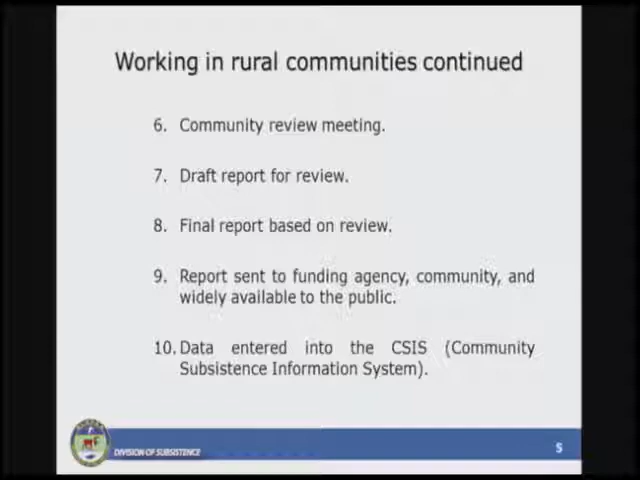 Working in rural communities continued
6. Community review meeting.
7. Draft report for review.
8. Final report based on review.
9. Report sent to funding agency, community, and
widely available to the public.
10. Data entered into the CSIS (Community
Subsistence Information System).
DIVISION OF SUBSISTENCE
5